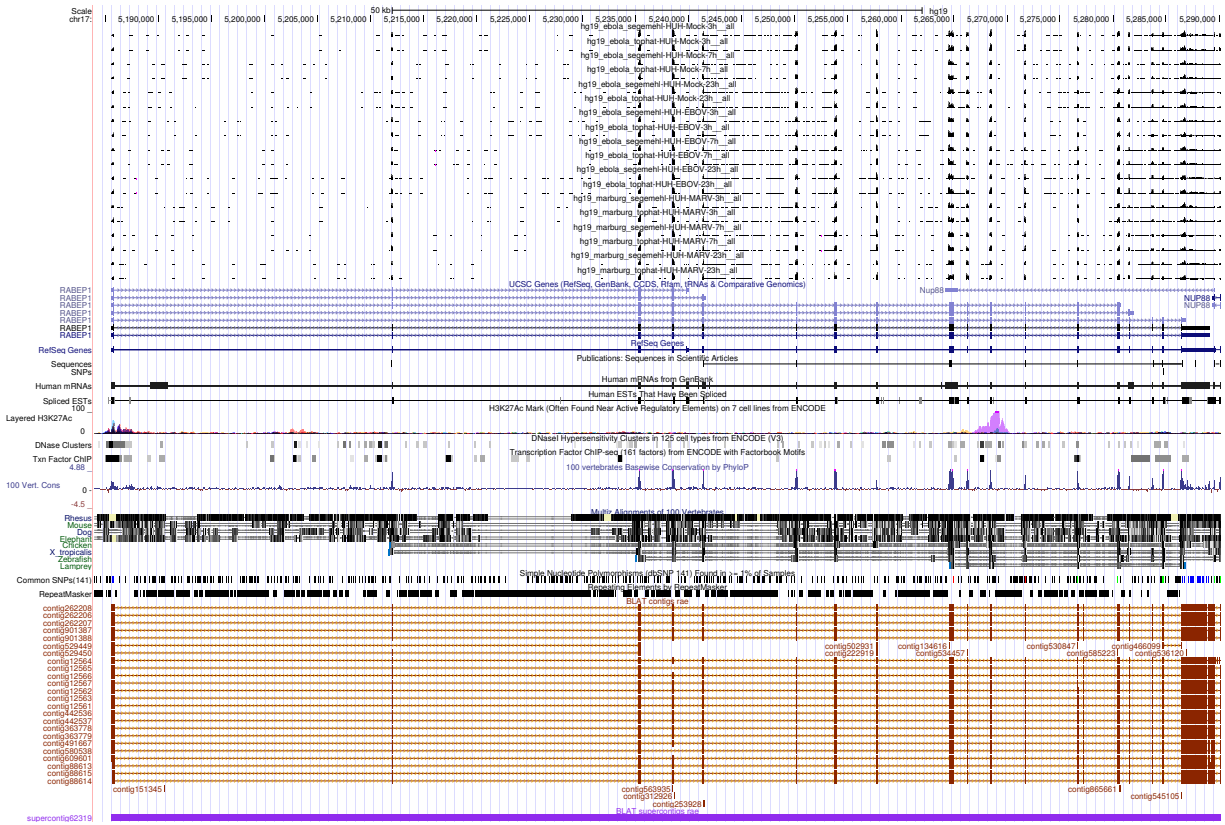 Scale 50 kb hg19
chr17: 5,190,000 5,195,000 5,200,000 5,205,000 5,210,000 5,215,000 5,220,000 5,225,000 5,230,000 5,235,000 5,240,000 5,245,000 5,250,000 5,255,000 5,260,000 5,265,000 5,270,000 5,275,000 5,280,000 5,285,000 5,290,000
hg19_ebola_segemehl-HUH-Mock-3h__all
hg19_ebola_tophat-HUH-Mock-3h__all
hg19_ebola_segemehl-HUH-Mock-7h__all
hg19_ebola_tophat-HUH-Mock-7h__all
hg19_ebola_segemehl-HUH-Mock-23h__all
hg19_ebola_tophat-HUH-Mock-23h__all
hg19_ebola_segemehl-HUH-EBOV-3h__all
hg19_ebola_tophat-HUH-EBOV-3h__all
hg19_ebola_segemehl-HUH-EBOV-7h__all
hg19_ebola_tophat-HUH-EBOV-7h__all
hg19_ebola_segemehl-HUH-EBOV-23h__all
hg19_ebola_tophat-HUH-EBOV-23h__all
hg19_marburg_segemehl-HUH-MARV-3h__all
hg19_marburg_tophat-HUH-MARV-3h__all
hg19_marburg_segemehl-HUH-MARV-7h__all
hg19_marburg_tophat-HUH-MARV-7h__all
hg19_marburg_segemehl-HUH-MARV-23h__all
hg19_marburg_tophat-HUH-MARV-23h__all
UCSC Genes (RefSeq, GenBank, CCDS, Rfam, tRNAs & Comparative Genomics)
RABEP1 Nup88
RABEP1 NUP88
RABEP1 NUP88
RABEP1
RABEP1
RABEP1
RABEP1
RefSeq Genes
RefSeq Genes
Publications: Sequences in Scientific Articles
Sequences
SNPs
Human mRNAs from GenBank
Human mRNAs
Human ESTs That Have Been Spliced
Spliced ESTs
H3K27Ac Mark (Often Found Near Active Regulatory Elements) on 7 cell lines from ENCODE
100
Layered H3K27Ac
0
DNaseI Hypersensitivity Clusters in 125 cell types from ENCODE (V3)
DNase Clusters
Transcription Factor ChIP-seq (161 factors) from ENCODE with Factorbook Motifs
Txn Factor ChIP
100 vertebrates Basewise Conservation by PhyloP
4.88
100 Vert. Cons
0
-4.5
Multiz Alignments of 100 Vertebrates
Rhesus
Mouse
Dog
Elephant
Chicken
X_tropicalis
Zebrafish
Lamprey
Simple Nucleotide Polymorphisms (dbSNP 141) Found in >= 1% of Samples
Common SNPs(141)
Repeating Elements by RepeatMasker
RepeatMasker
BLAT contigs rae
contig262208
contig262206
contig262207
contig901387
contig901388
contig529449 contig502931 contig134616 contig530847 contig466099
contig529450 contig222919 contig534457 contig585223 contig536120
contig12564
contig12565
contig12566
contig12567
contig12562
contig12563
contig12561
contig442536
contig442537
contig363778
contig363779
contig491667
contig580538
contig609601
contig88613
contig88615
contig88614
contig151345 contig563935 contig865661
contig312926 contig545105
contig253928
BLAT supercontigs rae
supercontig62319